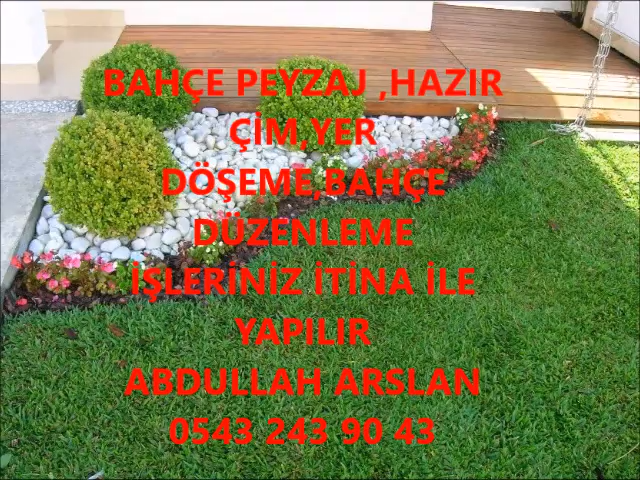 BAHÇE PEYZAJ ,HAZIR
ÇİM,YER
DÖŞEME,BAHÇE
DÜZENLEME
İŞLERİNİZ İTİNA İLE
YAPILIR
ABDULLAH ARSLAN
0543 243 90 43